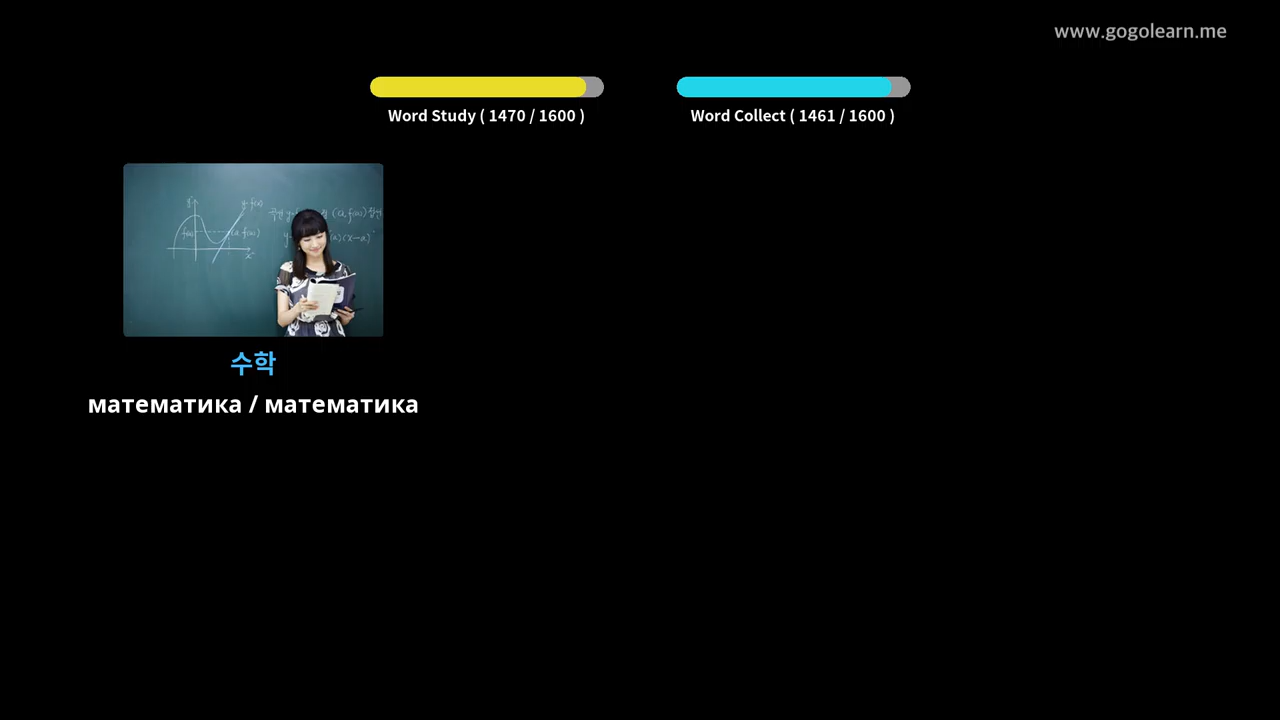 www.gogolearn.me
Word Study ( 1470 / 1600 )
Word Collect ( 1461 / 1600 )
수학
математика / математика